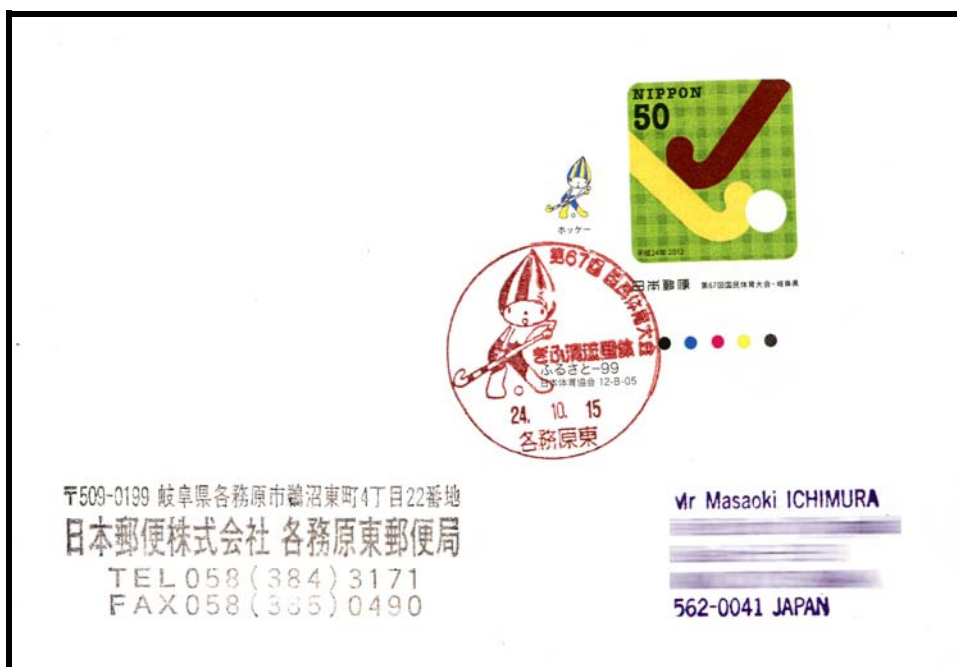 NIPPON
50
ホッケー
平成24年 2012
日本郵便 第67回国民体育大会・岐阜県
第67回 国民体育大会
ぎふ清流国体
ふるさと-99
日本体育協会 12-8-05
24. 10. 15
各務原東
〒509-0199 岐阜県各務原市鵜沼東町4丁目22番地
日本郵便株式会社 各務原東郵便局
TEL058(384)3171
FAX058(385)0490
Mr Masaoki ICHIMURA
562-0041 JAPAN